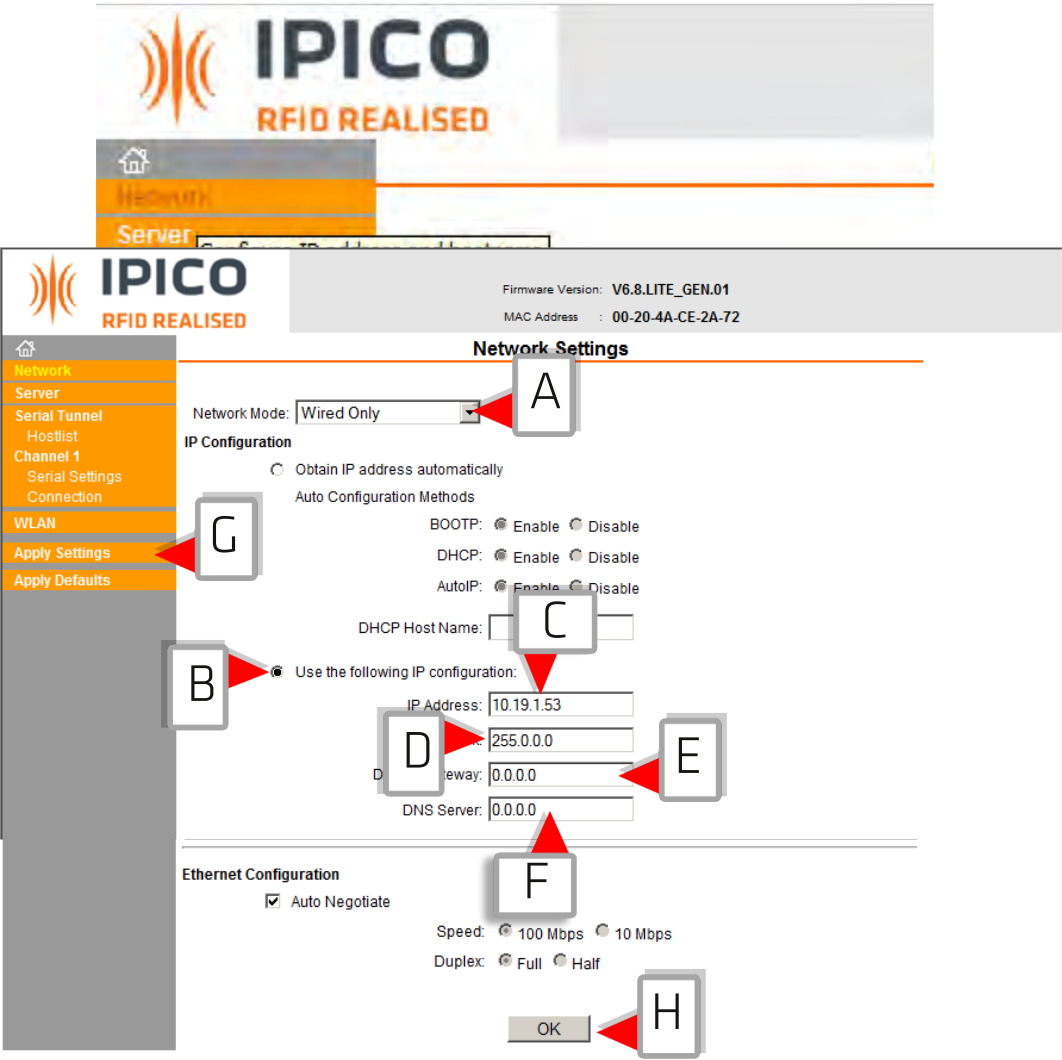 IPICO
RFID REALISED
Network
Server
IPICO
RFID REALISED
Firmware Version: V6.8.LITE_GEN.01
MAC Address : 00-20-4A-CE-2A-72
Network Settings
Network
Server
Serial Tunnel
Hostlist
Channel 1
Serial Settings
Connection
WLAN
Apply Settings
Apply Defaults
A
Network Mode: Wired Only
IP Configuration
Obtain IP address automatically
Auto Configuration Methods
G
BOOTP: Enable Disable
DHCP: Enable Disable
AutoIP: Enable Disable
C
DHCP Host Name:
B
Use the following IP configuration:
IP Address: 10.19.1.53
D
255.0.0.0
E
0.0.0.0
DNS Server: 0.0.0.0
F
Ethernet Configuration
Auto Negotiate
Speed: 100 Mbps 10 Mbps
Duplex: Full Half
H
OK